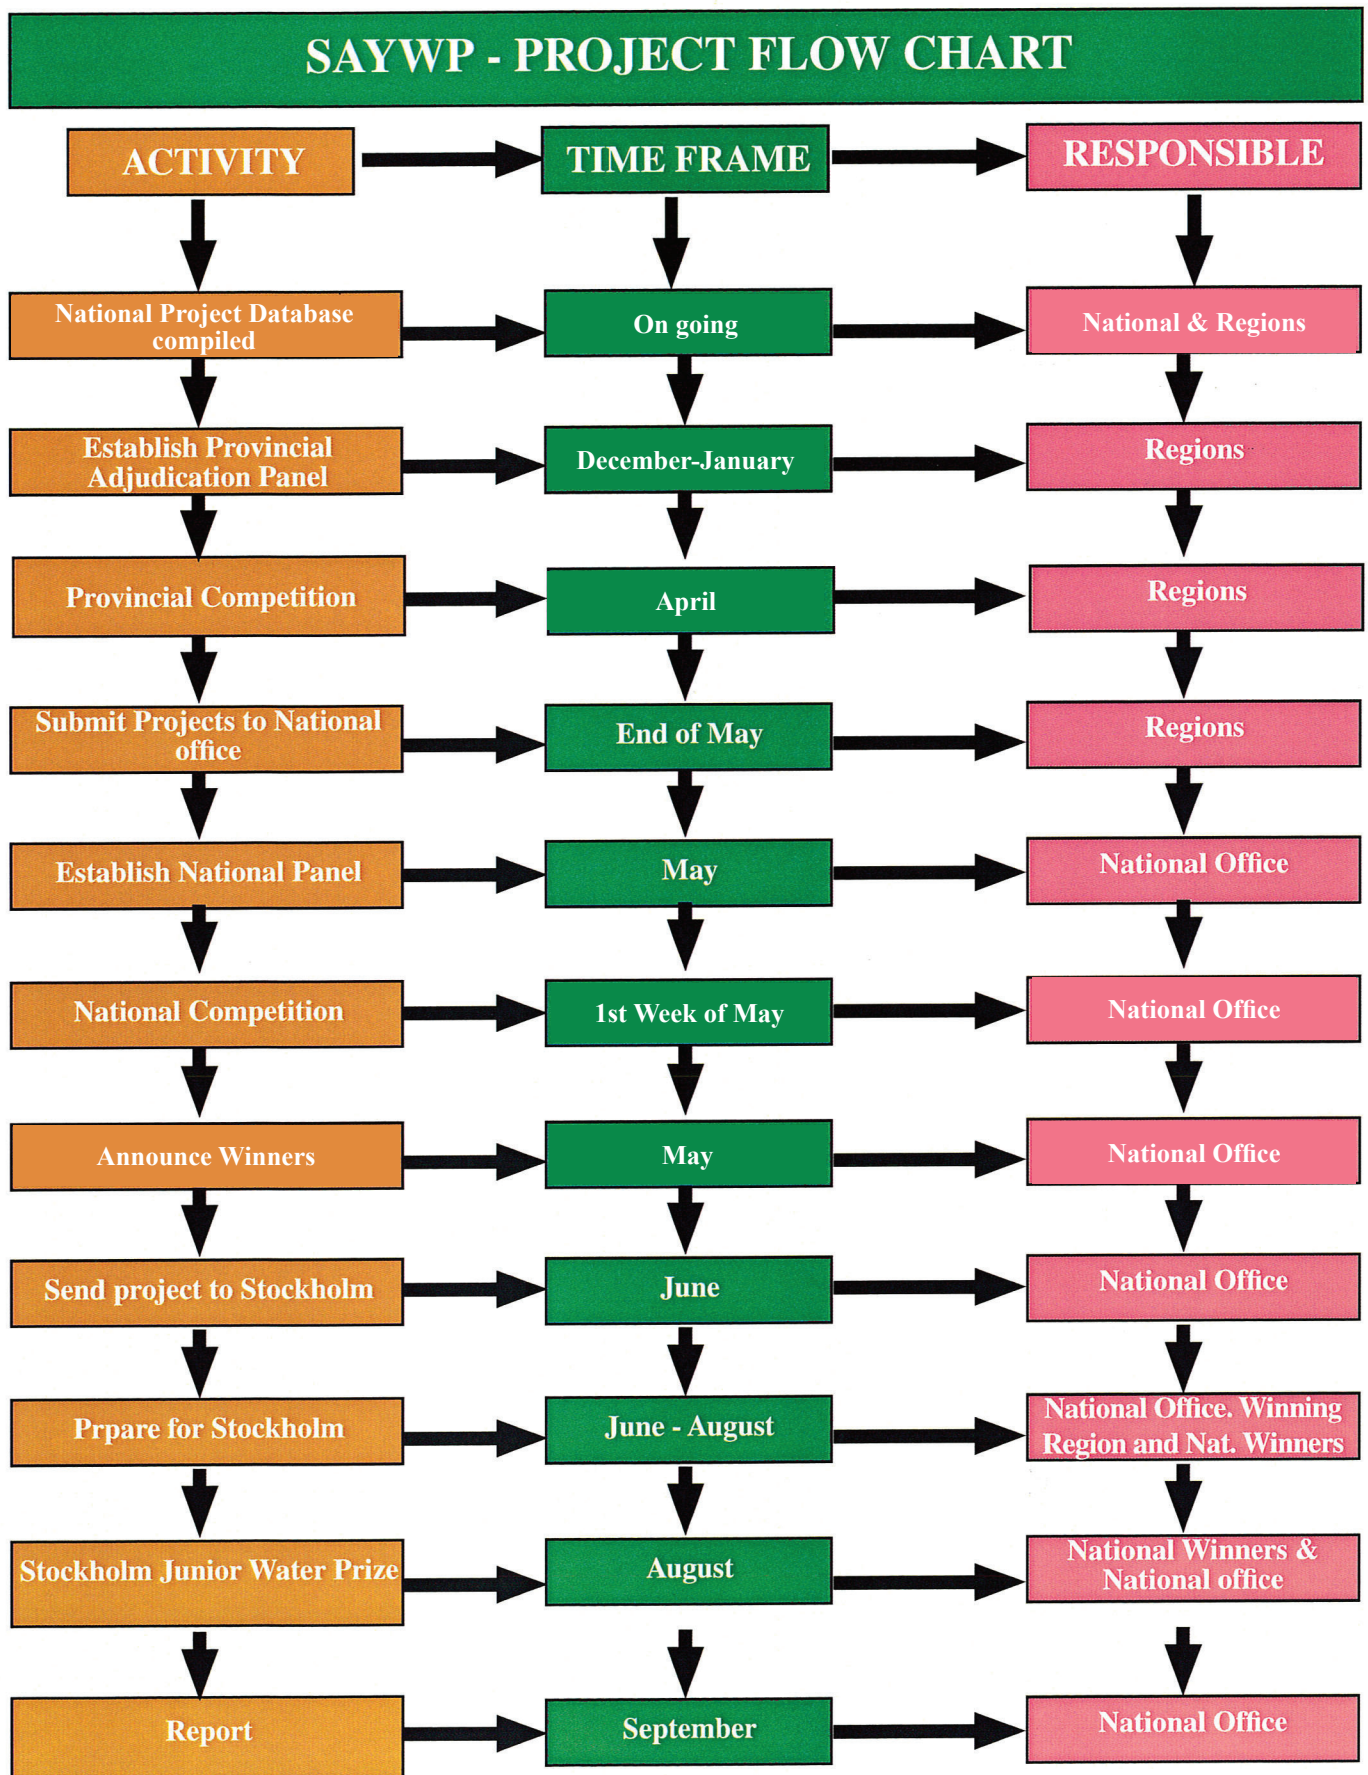 SAYWP - PROJECT FLOW CHART
ACTIVITY
TIME FRAME
RESPONSIBLE
National Project Database
compiled
On going
National & Regions
Establish Provincial
Adjudication Panel
December-January
Regions
Provincial Competition
April
Regions
Submit Projects to National
office
End of May
Regions
Establish National Panel
May
National Office
National Competition
1st Week of May
National Office
Announce Winners
May
National Office
Send project to Stockholm
June
National Office
Prpare for Stockholm
June - August
National Office. Winning
Region and Nat. Winners
Stockholm Junior Water Prize
August
National Winners &
National office
Report
September
National Office